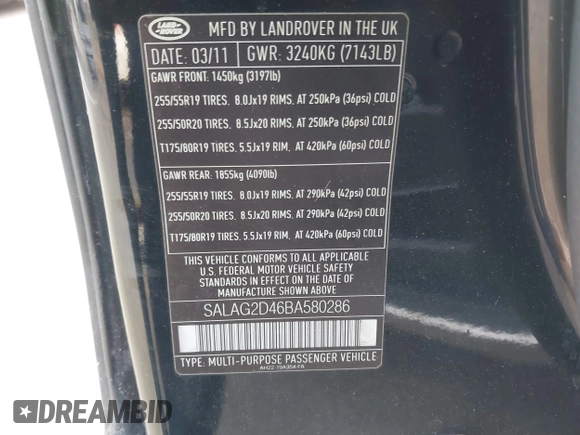 LAND
ROVER
MFD BY LANDROVER IN THE UK
DATE: 03/11 GWR: 3240KG (7143LB)
GAWR FRONT: 1450kg (3197lb)
255/55R19 TIRES. 8.0Jx19 RIMS. AT 250kPa (36psi) COLD
255/50R20 TIRES. 8.5Jx20 RIMS. AT 250kPa (36psi) COLD
T175/80R19 TIRES. 5.5Jx19 RIM. AT 420kPa (60psi) COLD
GAWR REAR: 1855kg (4090lb)
255/55R19 TIRES. 8.0Jx19 RIMS. AT 290kPa (42psi) COLD
255/50R20 TIRES. 8.5Jx20 RIMS. AT 290kPa (42psi) COLD
T175/80R19 TIRES. 5.5Jx19 RIM. AT 420kPa (60psi) COLD
THIS VEHICLE CONFORMS TO ALL APPLICABLE
U.S. FEDERAL MOTOR VEHICLE SAFETY
STANDARDS IN EFFECT ON THE DATE OF
MANUFACTURE SHOWN ABOVE
SALAG2D46BA580286
TYPE: MULTI-PURPOSE PASSENGER VEHICLE
AH22-15A354-FA
DREAMBID